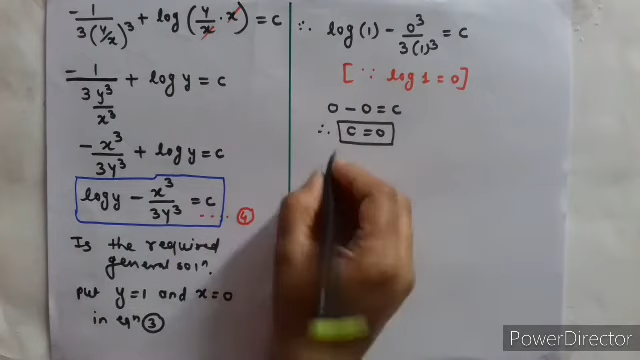 -1/3(y/x)³ + log(y/x · x) = c
-1/(3y³/x³) + log y = c
-x³/3y³ + log y = c
log y - x³/3y³ = c
..... ④
Is the required
general solⁿ.
put y=1 and x=0
in eqⁿ ③
∴ log(1) - 0³/3(1)³ = c
[∵ log 1 = 0]
0 - 0 = c
∴ c = 0
PowerDirector